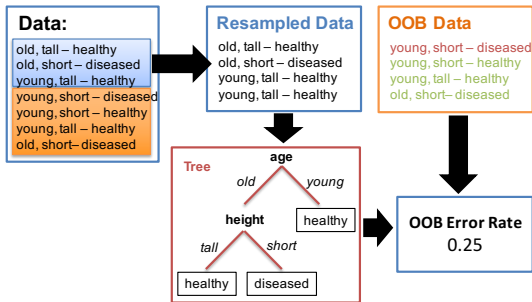 Data:
old, tall – healthy
old, short – diseased
young, tall – healthy
young, short – diseased
young, short – healthy
young, tall – healthy
old, short– diseased
Resampled Data
old, tall – healthy
old, short – diseased
young, tall – healthy
young, tall – healthy
OOB Data
young, short – diseased
young, short – healthy
young, tall – healthy
old, short – diseased
Tree
age
old
young
height
healthy
tall
short
healthy
diseased
OOB Error Rate
0.25